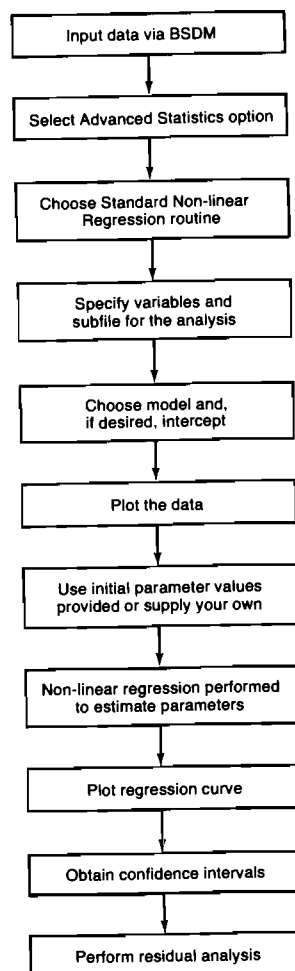 Input data via BSDM
Select Advanced Statistics option
Choose Standard Non-linear
Regression routine
Specify variables and
subfile for the analysis
Choose model and,
if desired, intercept
Plot the data
Use initial parameter values
provided or supply your own
Non-linear regression performed
to estimate parameters
Plot regression curve
Obtain confidence intervals
Perform residual analysis